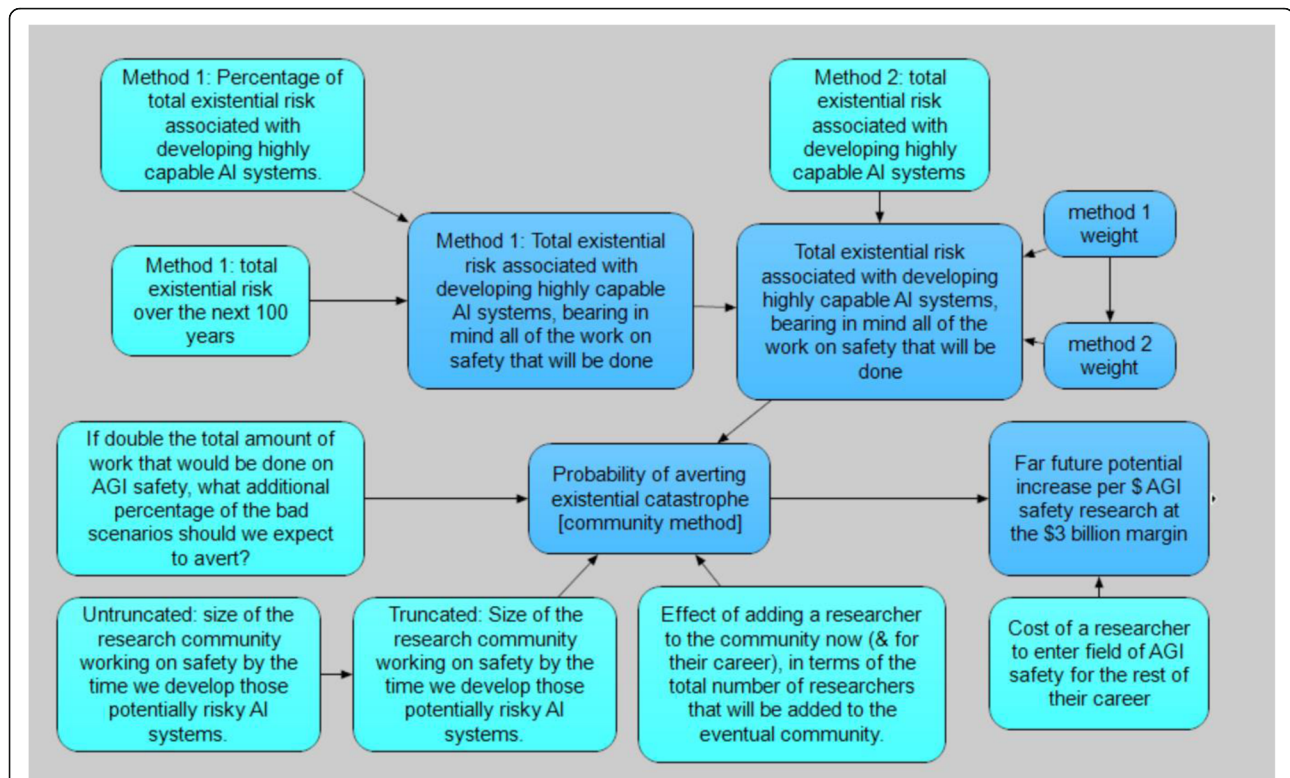 Method 1: Percentage of
total existential risk
associated with
developing highly
capable AI systems.
Method 2: total
existential risk
associated with
developing highly
capable AI systems
Method 1: total
existential risk
over the next 100
years
Method 1: Total existential
risk associated with
developing highly capable
AI systems, bearing in
mind all of the work on
safety that will be done
Total existential risk
associated with developing
highly capable AI systems,
bearing in mind all of the
work on safety that will be
done
method 1
weight
method 2
weight
If double the total amount of
work that would be done on
AGI safety, what additional
percentage of the bad
scenarios should we expect
to avert?
Probability of averting
existential catastrophe
[community method]
Far future potential
increase per $ AGI
safety research at
the $3 billion margin
Untruncated: size of the
research community
working on safety by the
time we develop those
potentially risky AI
systems.
Truncated: Size of the
research community
working on safety by the
time we develop those
potentially risky AI
systems.
Effect of adding a researcher
to the community now (& for
their career), in terms of the
total number of researchers
that will be added to the
eventual community.
Cost of a researcher
to enter field of AGI
safety for the rest of
their career